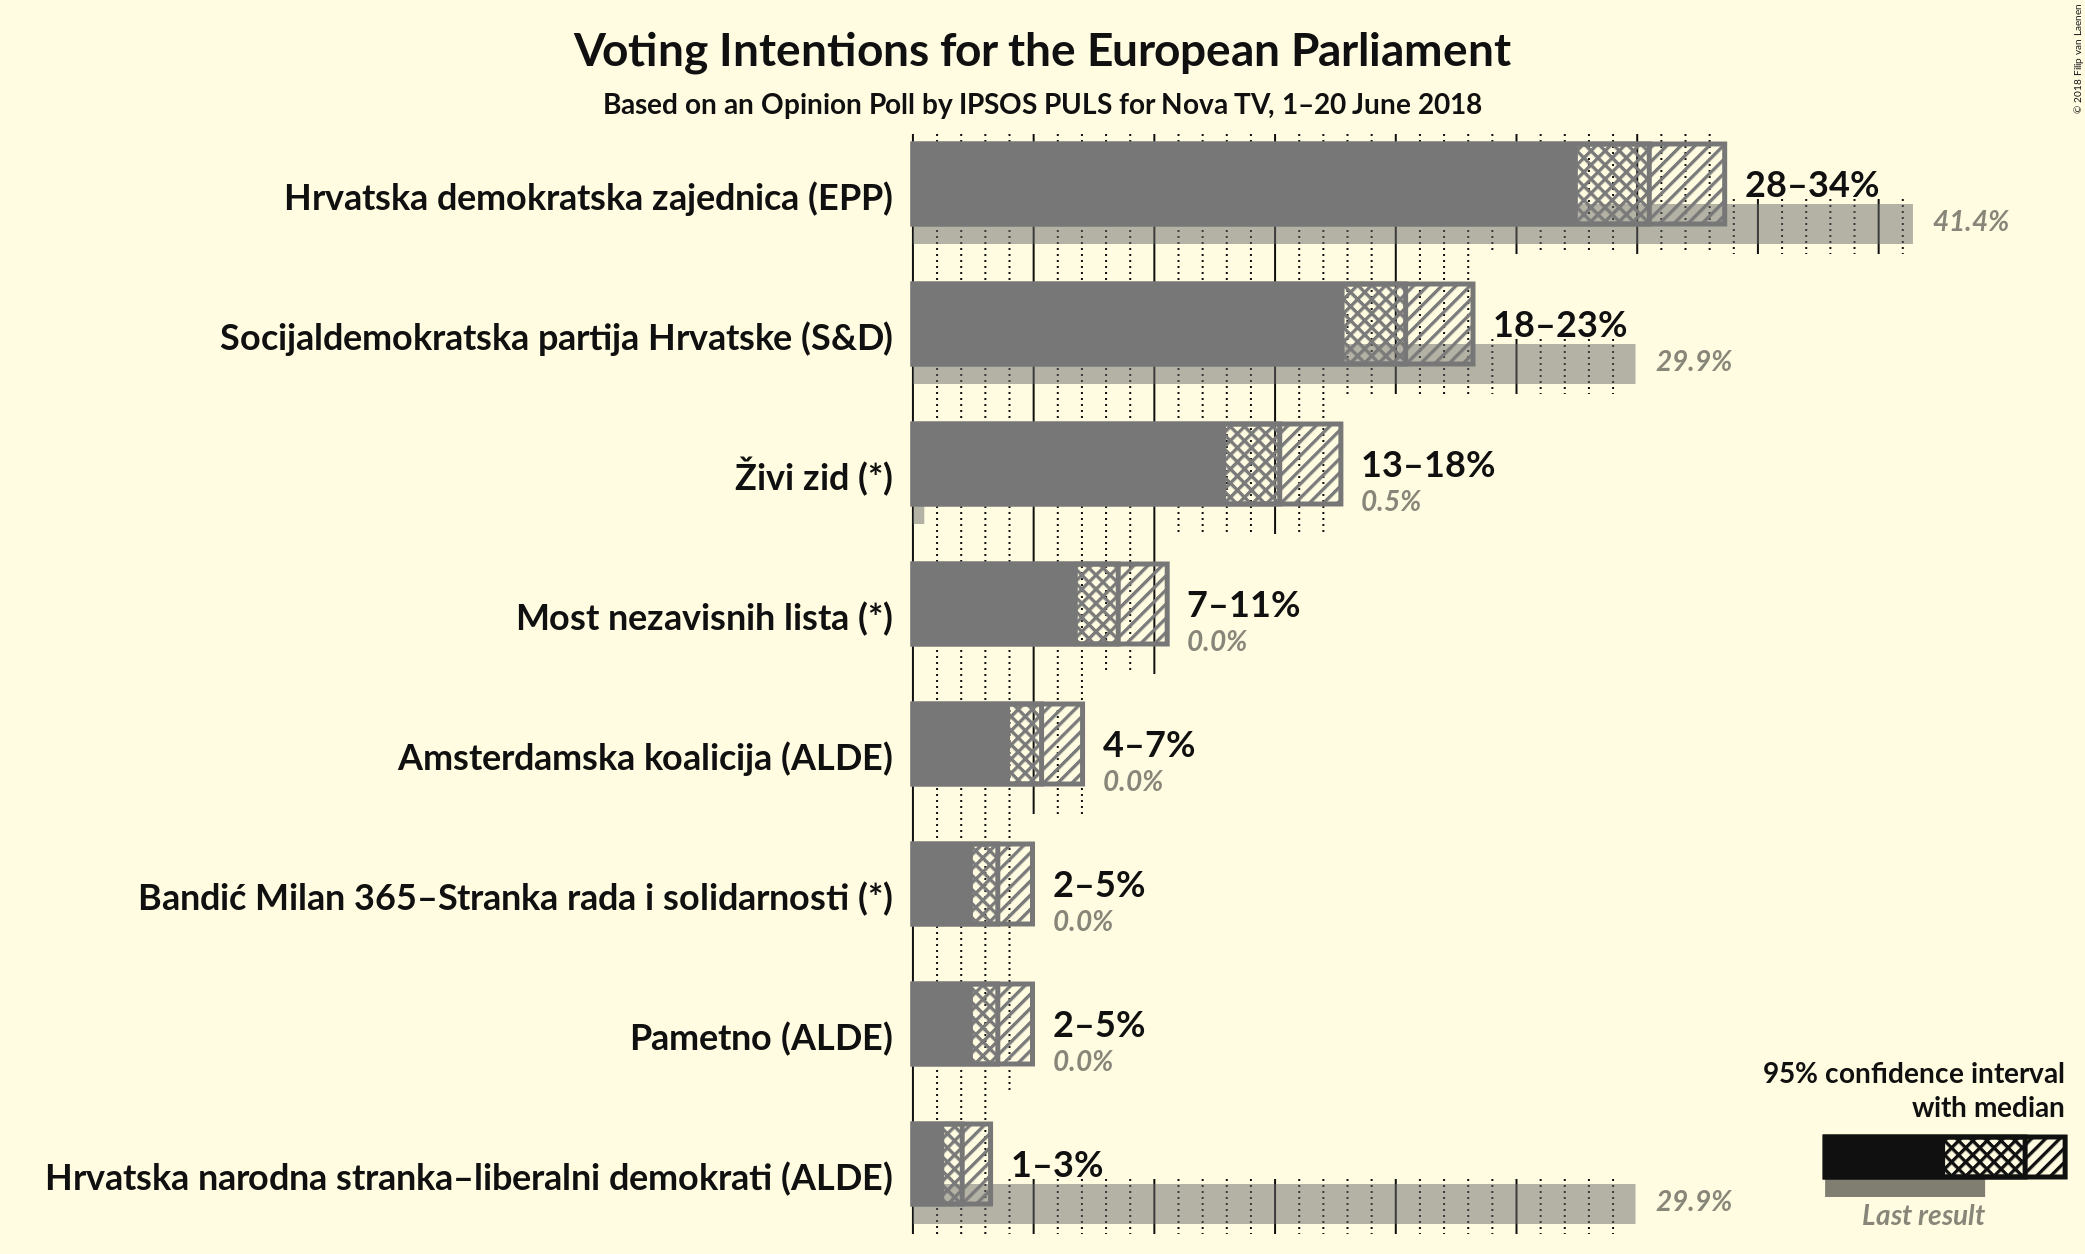 Voting Intentions for the European Parliament
Based on an Opinion Poll by IPSOS PULS for Nova TV, 1–20 June 2018
© 2018 Filip van Laenen
Hrvatska demokratska zajednica (EPP)
28–34%
41.4%
Socijaldemokratska partija Hrvatske (S&D)
18–23%
29.9%
Živi zid (*)
13–18%
0.5%
Most nezavisnih lista (*)
7–11%
0.0%
Amsterdamska koalicija (ALDE)
4–7%
0.0%
Bandić Milan 365–Stranka rada i solidarnosti (*)
2–5%
0.0%
Pametno (ALDE)
2–5%
0.0%
Hrvatska narodna stranka–liberalni demokrati (ALDE)
1–3%
29.9%
95% confidence interval
with median
Last result